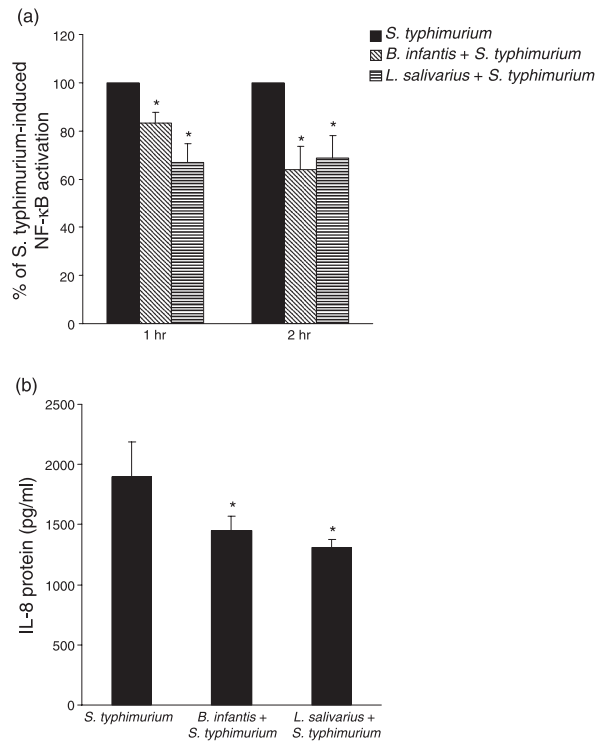 (a)
S. typhimurium
B. infantis + S. typhimurium
L. salivarius + S. typhimurium
% of S. typhimurium-induced
NF-κB activation
120
100
80
60
40
20
0
*
*
*
*
1 hr
2 hr
(b)
IL-8 protein (pg/ml)
2500
2000
1500
1000
500
0
*
*
S. typhimurium
B. infantis +
S. typhimurium
L. salivarius +
S. typhimurium